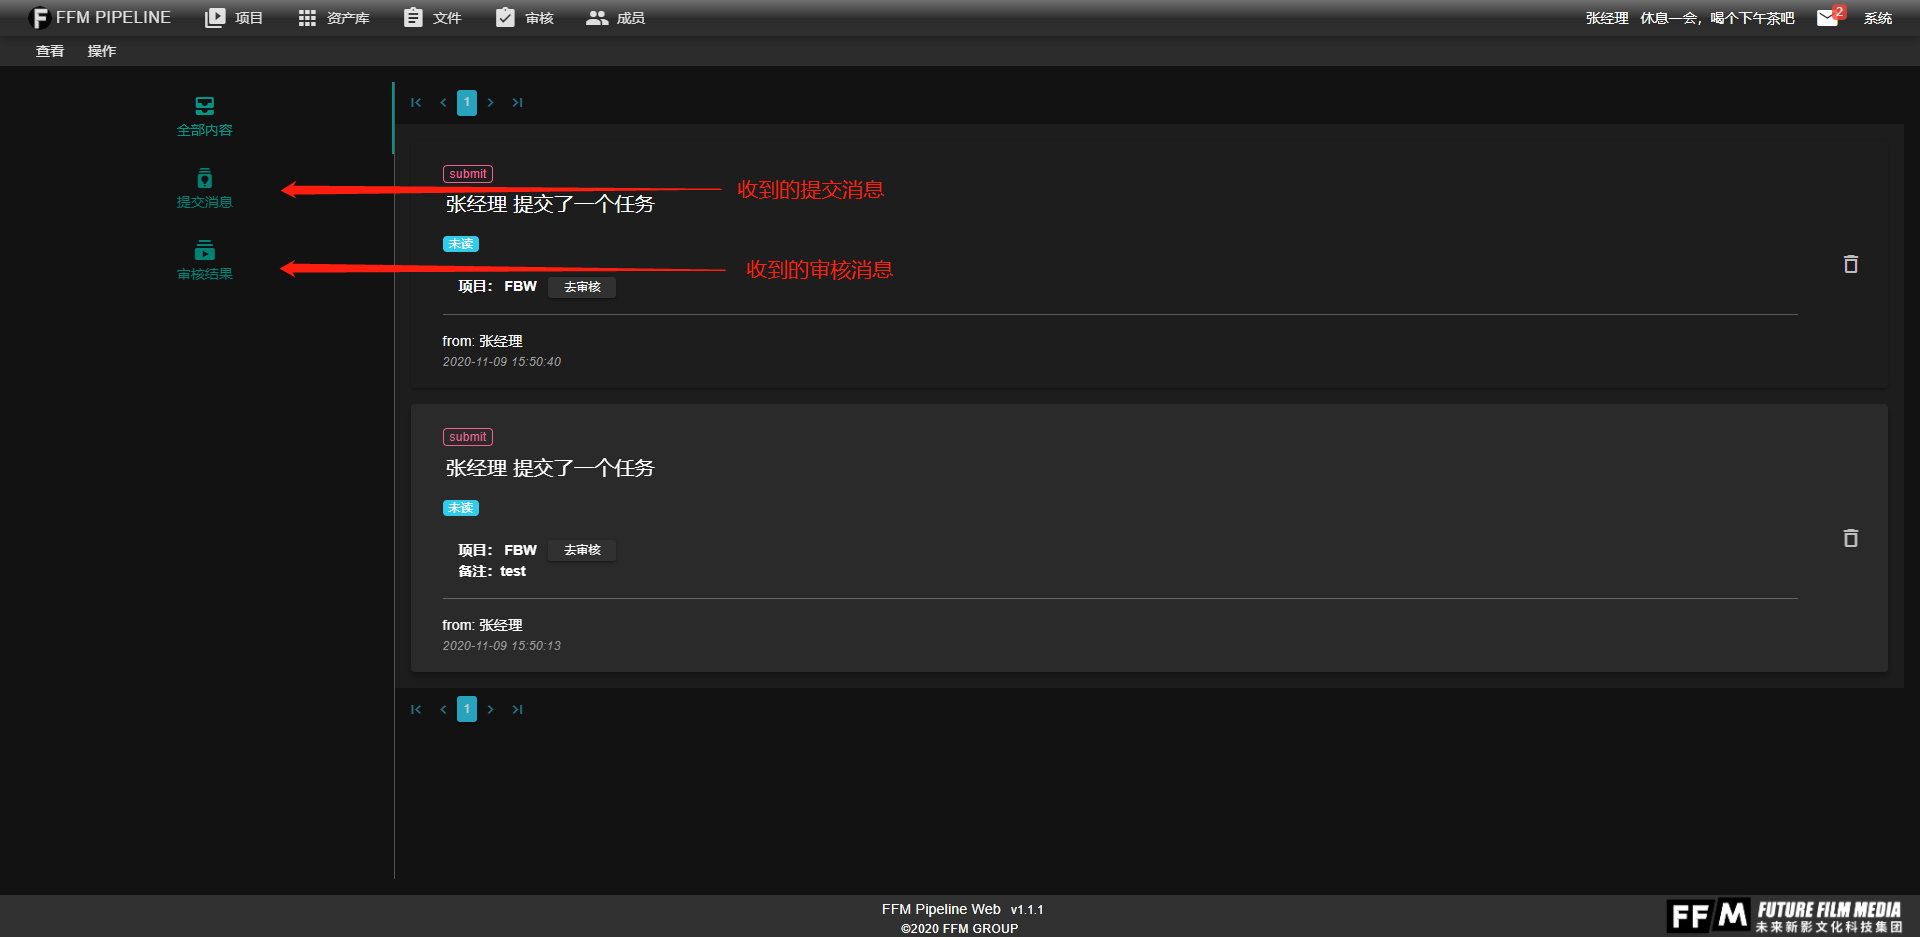 FFM PIPELINE 项目 资产库 文件 审核 成员 张经理 休息一会，喝个下午茶吧 2 系统
查看 操作
全部内容
提交消息
审核结果
1
submit
收到的提交消息
张经理 提交了一个任务
未读
收到的审核消息
项目： FBW 去审核
from: 张经理
2020-11-09 15:50:40
submit
张经理 提交了一个任务
未读
项目： FBW 去审核
备注：test
from: 张经理
2020-11-09 15:50:13
1
FFM Pipeline Web v1.1.1
©2020 FFM GROUP
FFM FUTURE FILM MEDIA
未来新影文化科技集团